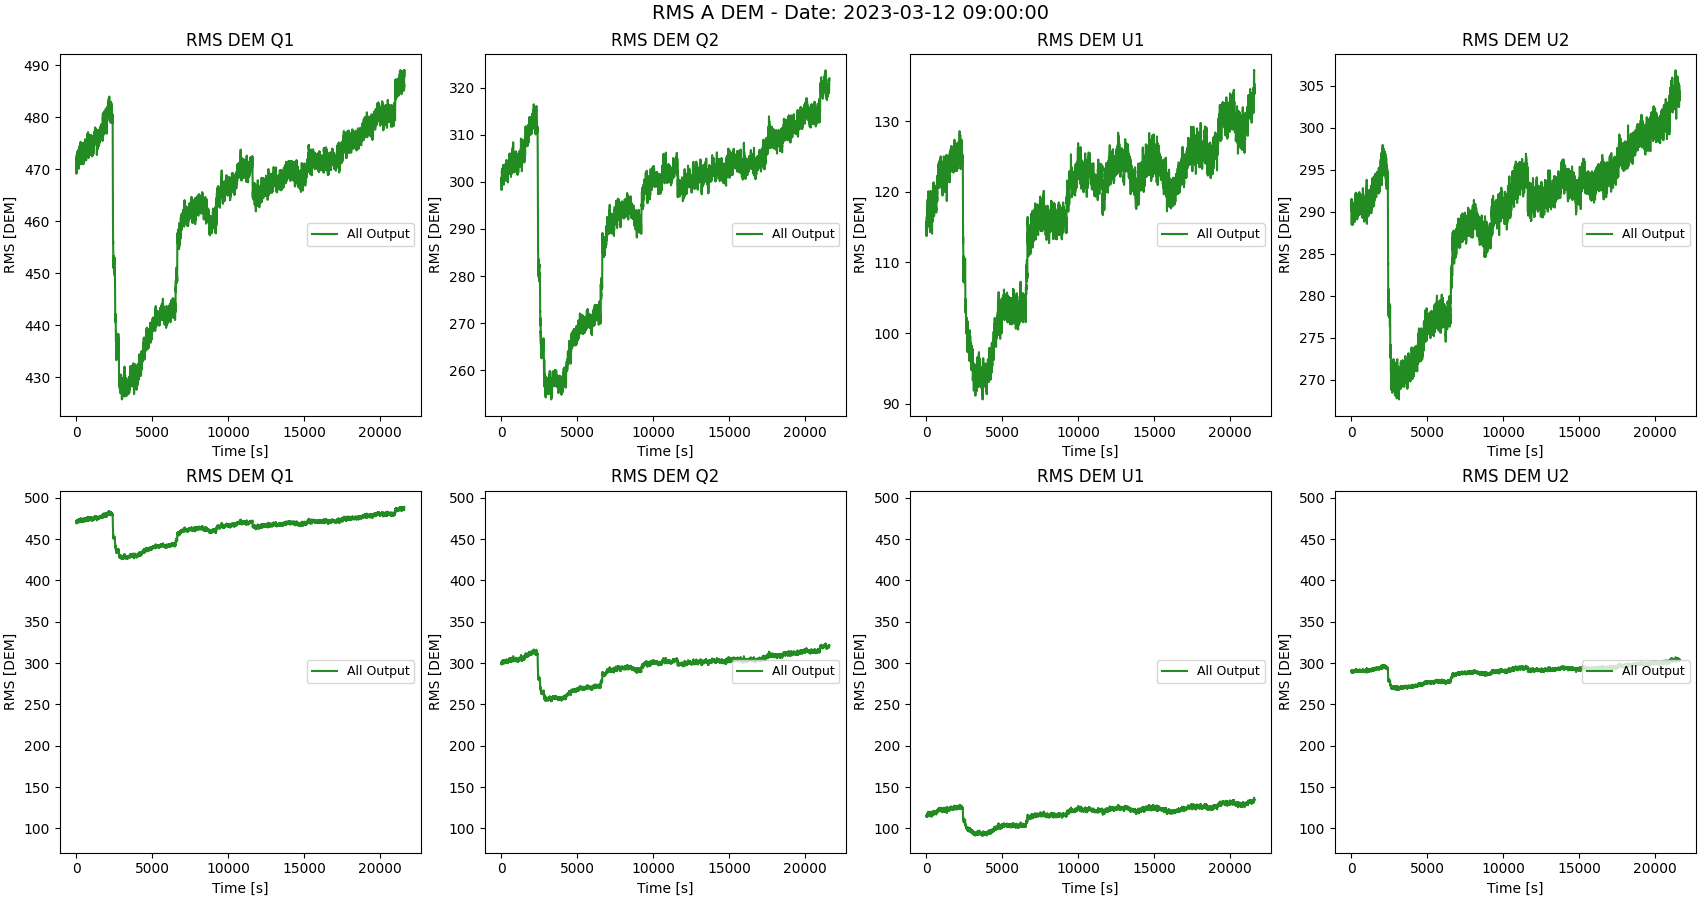 RMS A DEM - Date: 2023-03-12 09:00:00
RMS DEM Q1
RMS [DEM]
490
480
470
460
450
440
430
0 5000 10000 15000 20000
Time [s]
All Output
RMS DEM Q2
RMS [DEM]
320
310
300
290
280
270
260
0 5000 10000 15000 20000
Time [s]
All Output
RMS DEM U1
RMS [DEM]
130
120
110
100
90
0 5000 10000 15000 20000
Time [s]
All Output
RMS DEM U2
RMS [DEM]
305
300
295
290
285
280
275
270
0 5000 10000 15000 20000
Time [s]
All Output
RMS DEM Q1
RMS [DEM]
500
450
400
350
300
250
200
150
100
0 5000 10000 15000 20000
Time [s]
All Output
RMS DEM Q2
RMS [DEM]
500
450
400
350
300
250
200
150
100
0 5000 10000 15000 20000
Time [s]
All Output
RMS DEM U1
RMS [DEM]
500
450
400
350
300
250
200
150
100
0 5000 10000 15000 20000
Time [s]
All Output
RMS DEM U2
RMS [DEM]
500
450
400
350
300
250
200
150
100
0 5000 10000 15000 20000
Time [s]
All Output